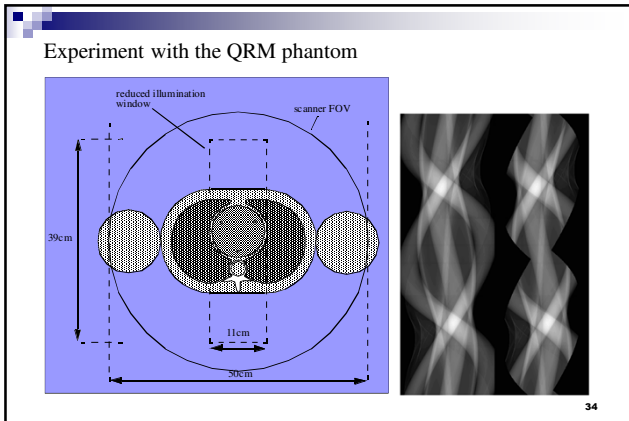 Experiment with the QRM phantom
reduced illumination
window
scanner FOV
39cm
11cm
50cm
34